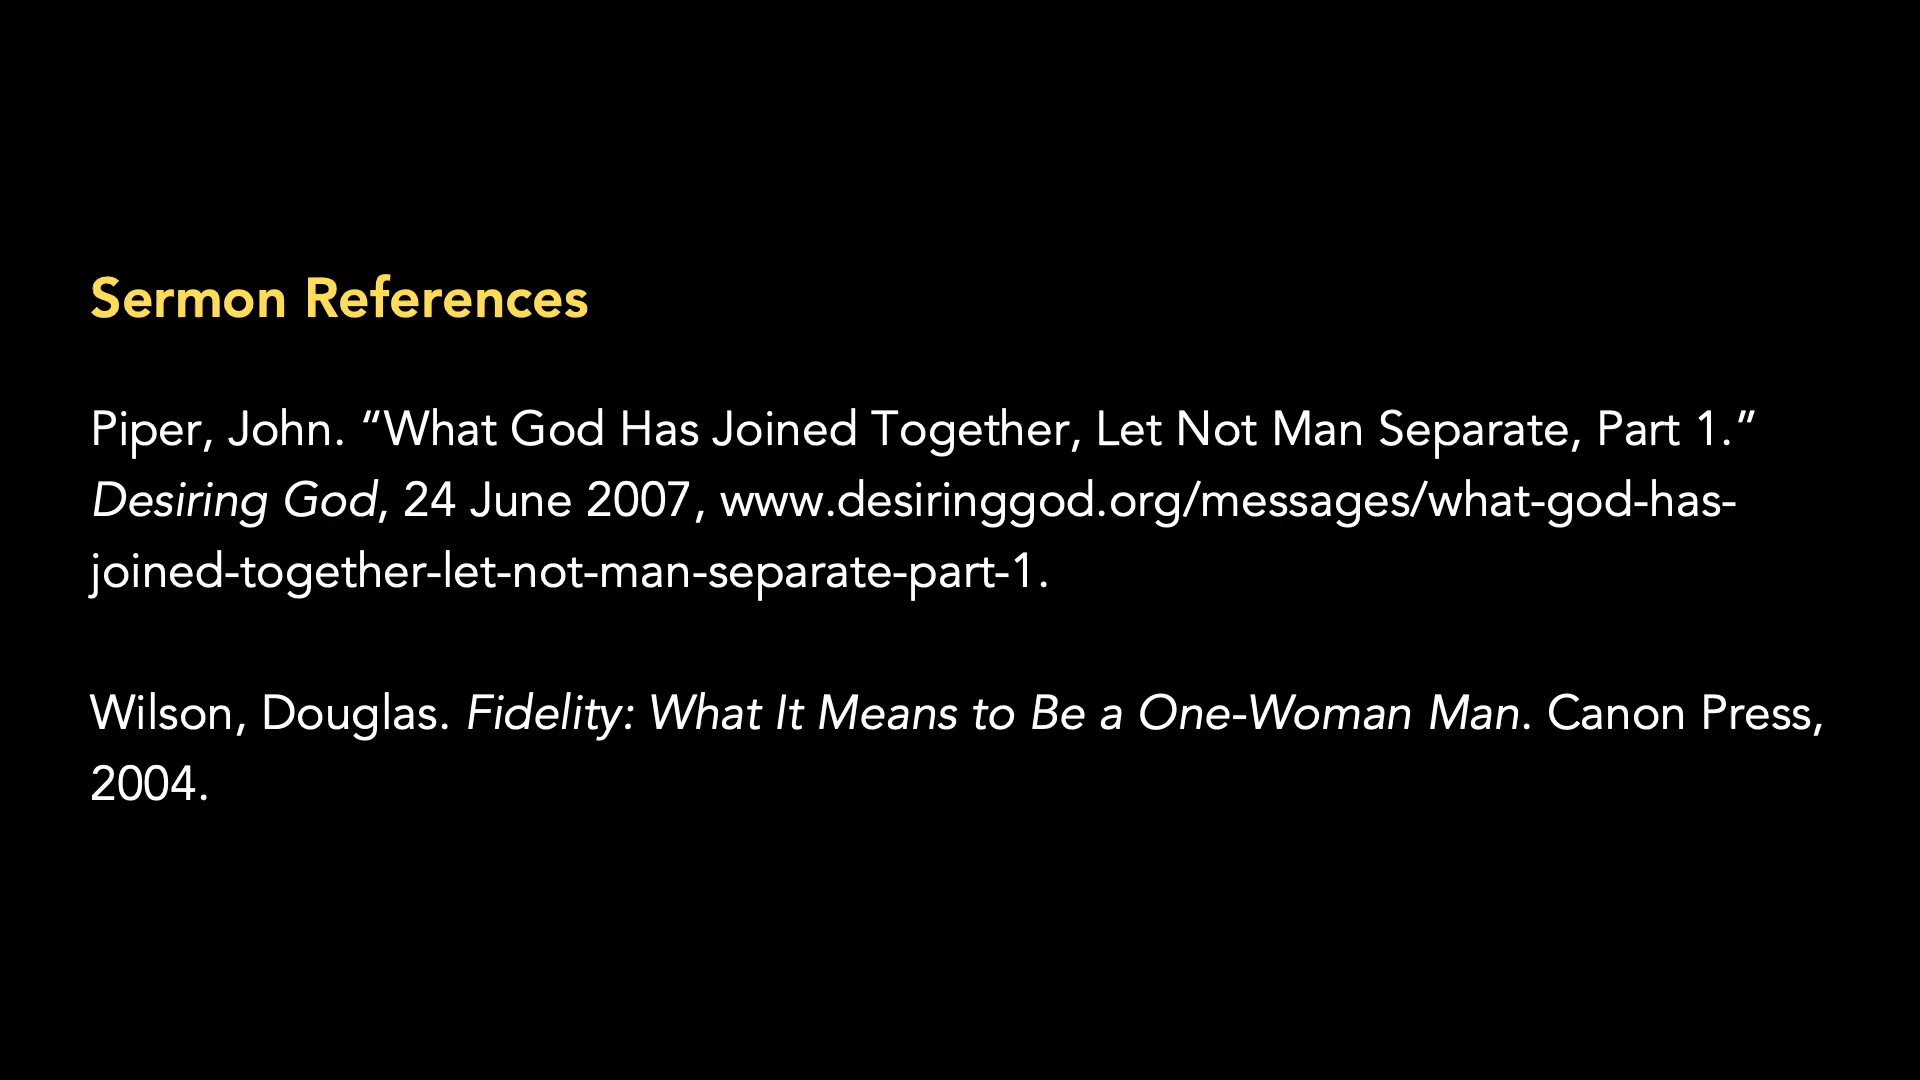 Sermon References
Piper, John. “What God Has Joined Together, Let Not Man Separate, Part 1.”
Desiring God, 24 June 2007, www.desiringgod.org/messages/what-god-has-
joined-together-let-not-man-separate-part-1.
Wilson, Douglas. Fidelity: What It Means to Be a One-Woman Man. Canon Press,
2004.